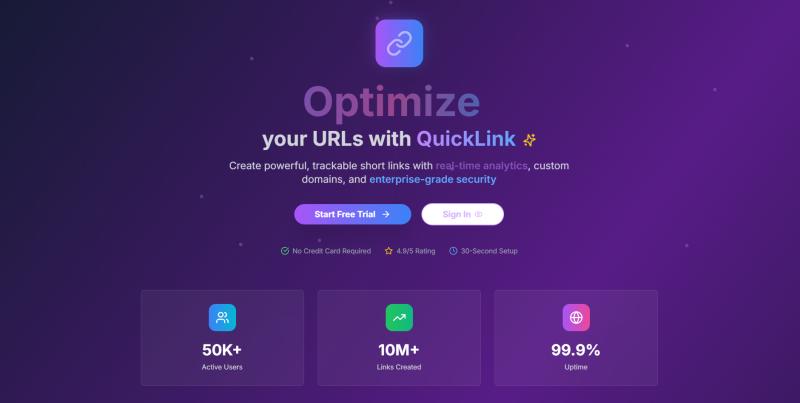 Optimize
your URLs with QuickLink
Create powerful, trackable short links with real-time analytics, custom
domains, and enterprise-grade security
Start Free Trial
Sign In
No Credit Card Required
4.9/5 Rating
30-Second Setup
50K+
10M+
99.9%
Active Users
Links Created
Uptime